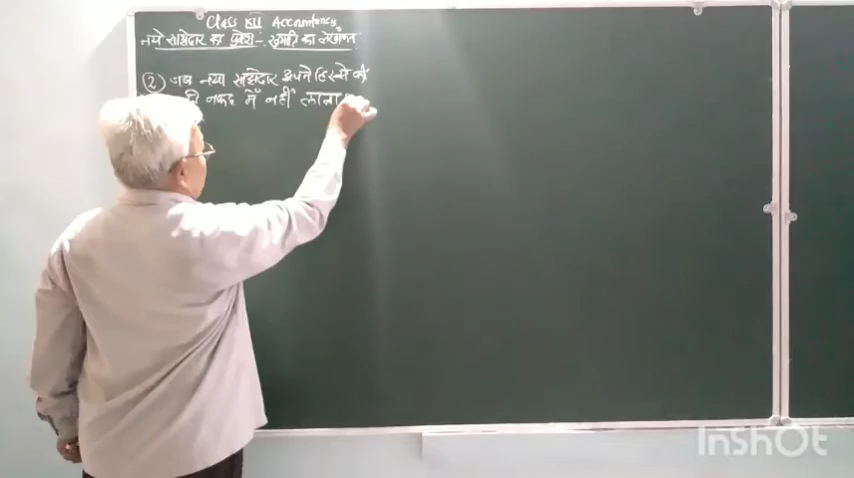 Class XII Accountancy
नये साझेदार का प्रवेश:- ख्याति का लेखांकन
(2) जब नया साझेदार अपने हिस्से की
नकद में नहीं लाता
InShOt